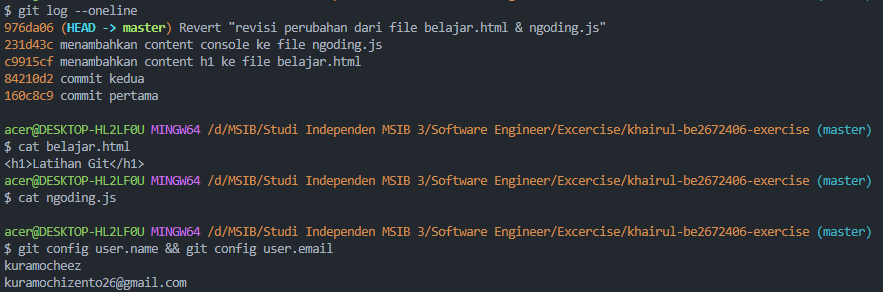 $ git log --oneline
976da06 (HEAD -> master) Revert "revisi perubahan dari file belajar.html & ngoding.js"
231d43c menambahkan content console ke file ngoding.js
c9915cf menambahkan content h1 ke file belajar.html
84210d2 commit kedua
160c8c9 commit pertama
acer@DESKTOP-HL2LF0U MINGW64 /d/MSIB/Studi Independen MSIB 3/Software Engineer/Excercise/khairul-be2672406-exercise (master)
$ cat belajar.html
<h1>Latihan Git</h1>
acer@DESKTOP-HL2LF0U MINGW64 /d/MSIB/Studi Independen MSIB 3/Software Engineer/Excercise/khairul-be2672406-exercise (master)
$ cat ngoding.js
acer@DESKTOP-HL2LF0U MINGW64 /d/MSIB/Studi Independen MSIB 3/Software Engineer/Excercise/khairul-be2672406-exercise (master)
$ git config user.name && git config user.email
kuramocheez
kuramochizento26@gmail.com